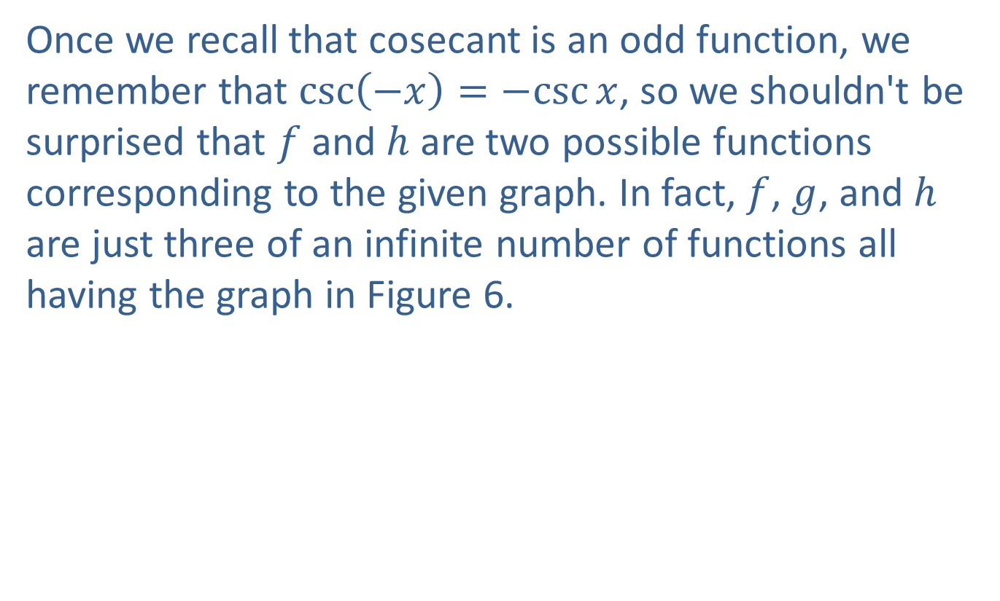 Once we recall that cosecant is an odd function, we
remember that csc(−x) = −csc x, so we shouldn't be
surprised that f and h are two possible functions
corresponding to the given graph. In fact, f, g, and h
are just three of an infinite number of functions all
having the graph in Figure 6.